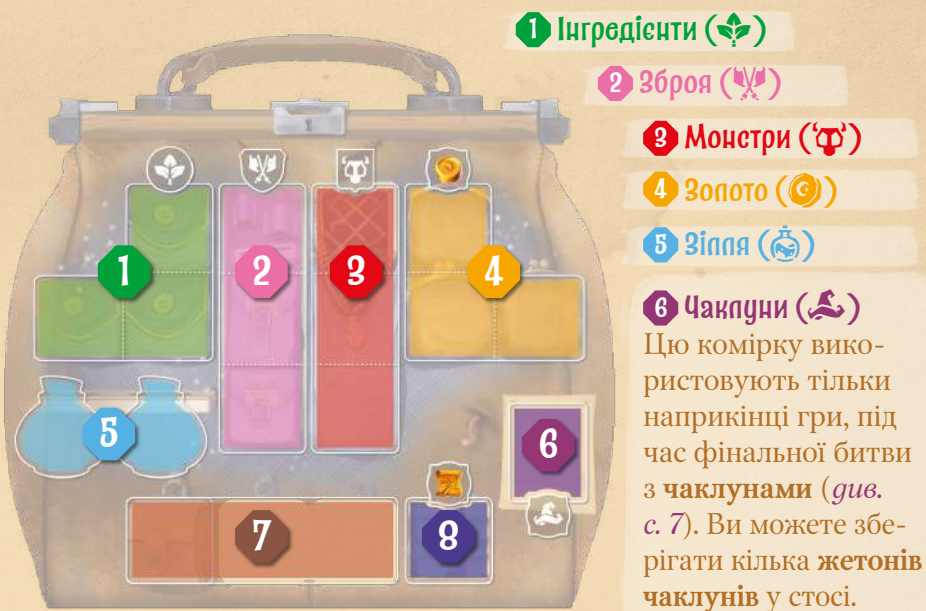 1 Інгредієнти ()
2 Зброя ()
3 Монстри ()
4 Золото ()
5 Зілля ()
6 Чаклуни ()
Цю комірку вико-
ристовують тільки
наприкінці гри, під
час фінальної битви
з чаклунами (див.
с. 7). Ви можете збе-
рігати кілька жетонів
чаклунів у стосі.
1
2
3
4
5
6
7
8